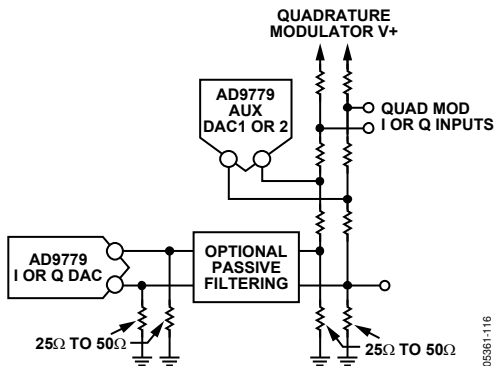 QUADRATURE
MODULATOR V+
AD9779
AUX
DAC1 OR 2
QUAD MOD
I OR Q INPUTS
AD9779
I OR Q DAC
OPTIONAL
PASSIVE
FILTERING
25Ω TO 50Ω
25Ω TO 50Ω
05361-116